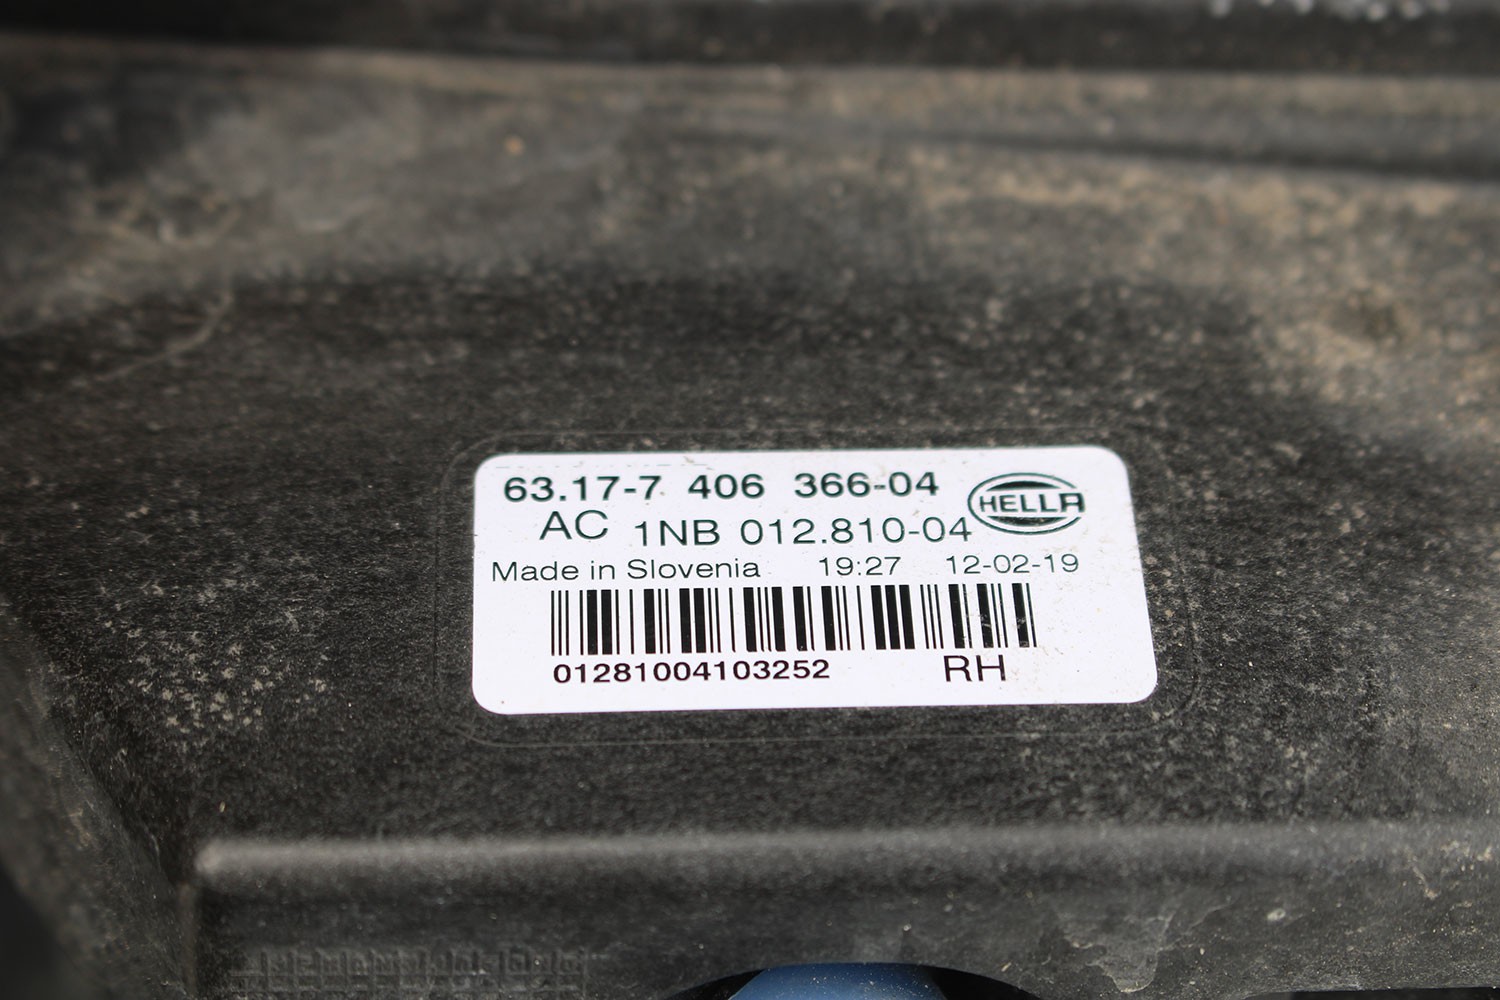 63.17-7 406 366-04
HELLA
AC 1NB 012.810-04
Made in Slovenia 19:27 12-02-19
01281004103252 RH